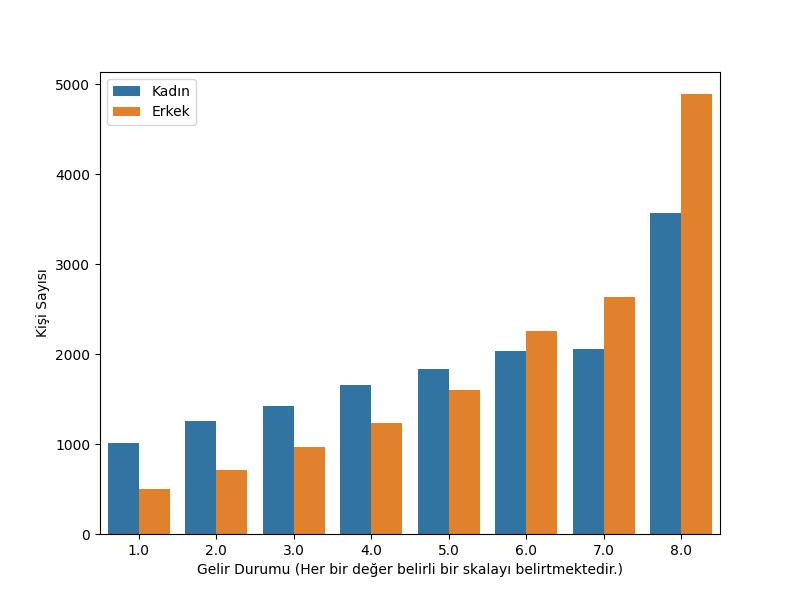 Kadın
Erkek
5000
4000
3000
2000
1000
0
Kişi Sayısı
1.0 2.0 3.0 4.0 5.0 6.0 7.0 8.0
Gelir Durumu (Her bir değer belirli bir skalayı belirtmektedir.)